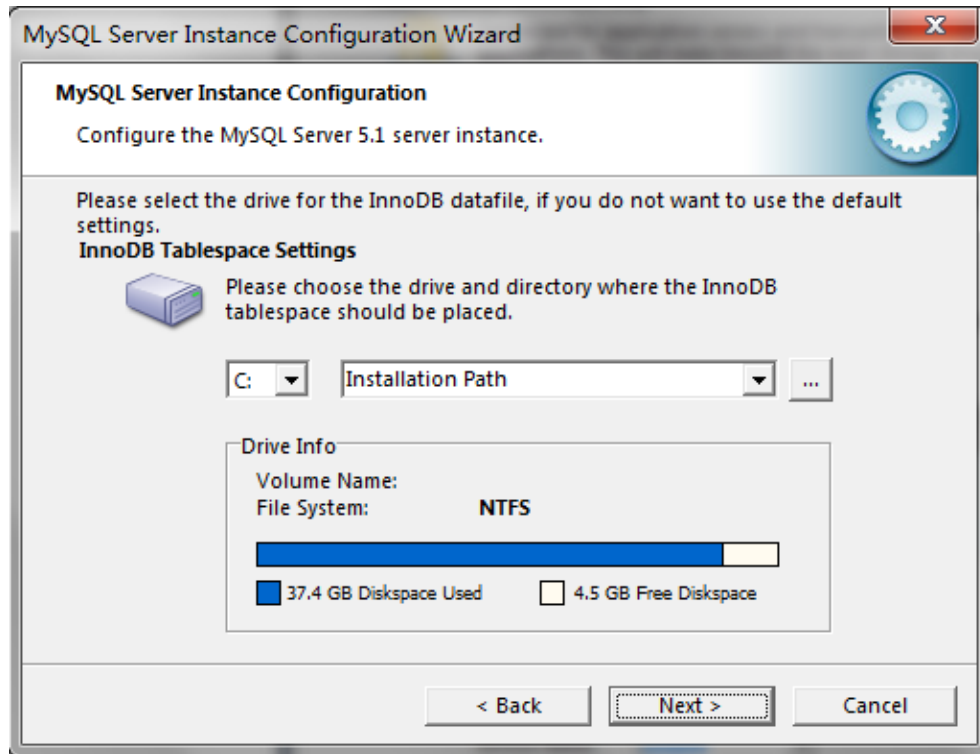 MySQL Server Instance Configuration Wizard
MySQL Server Instance Configuration
Configure the MySQL Server 5.1 server instance.
Please select the drive for the InnoDB datafile, if you do not want to use the default
settings.
InnoDB Tablespace Settings
Please choose the drive and directory where the InnoDB
tablespace should be placed.
C: Installation Path ...
Drive Info
Volume Name:
File System: NTFS
37.4 GB Diskspace Used 4.5 GB Free Diskspace
< Back Next > Cancel